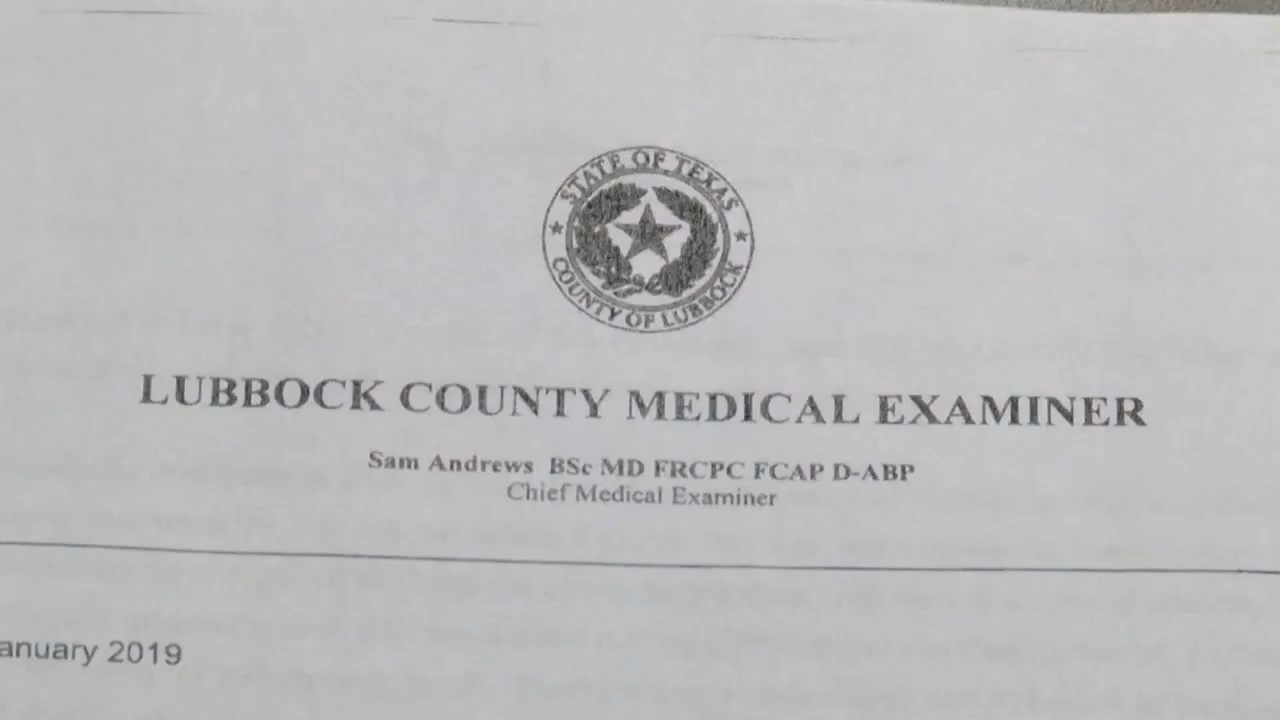 STATE OF TEXAS
COUNTY OF LUBBOCK
LUBBOCK COUNTY MEDICAL EXAMINER
Sam Andrews BSc MD FRCPC FCAP D-ABP
Chief Medical Examiner
anuary 2019